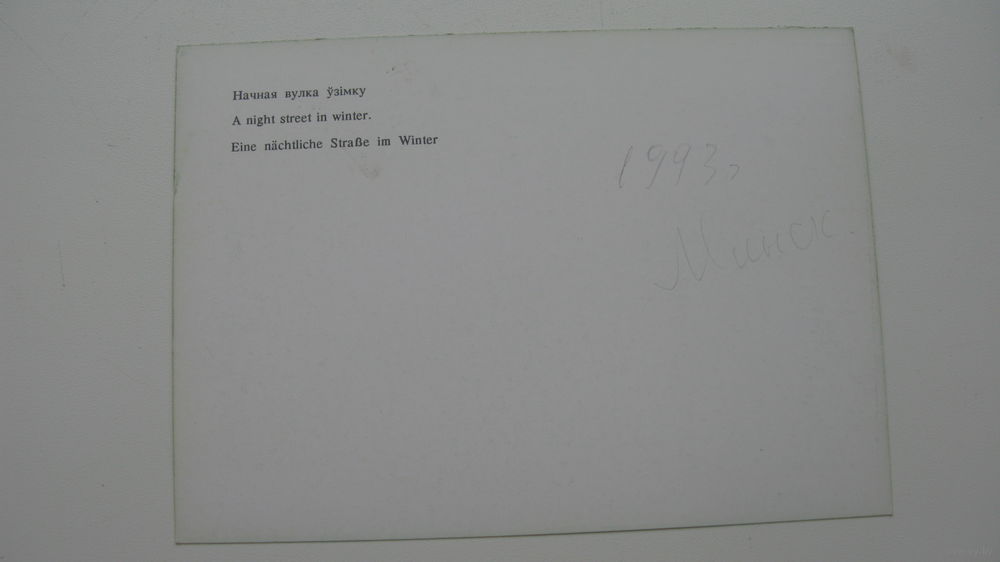 Начная вулка ўзімку
A night street in winter.
Eine nächtliche Straße im Winter
1993г
Минск.